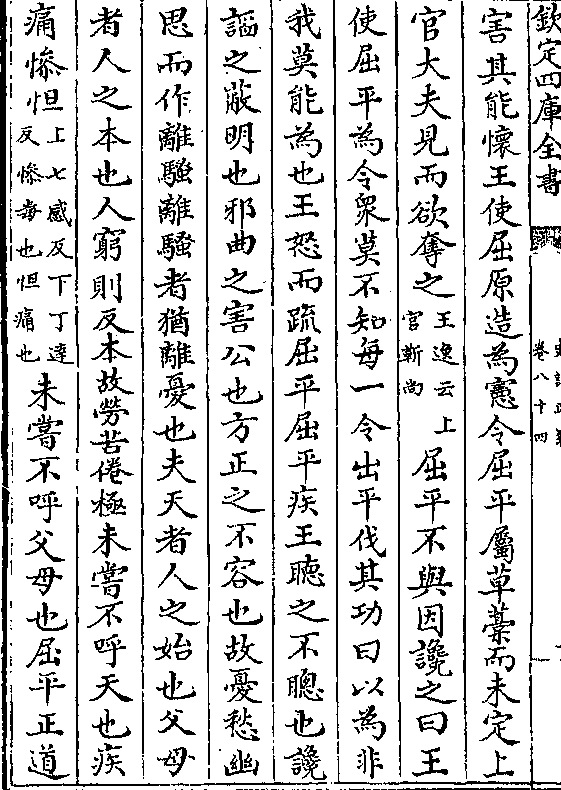 欽定四庫全書
卷八十四
害其能懷王使屈原造為憲令屈平屬草藁而未定上
官大夫見而欲奪之王逸云上官靳尚屈平不與因讒之曰王
使屈平為令衆莫不知每一令出平伐其功曰以為非
我莫能為也王怒而疏屈平屈平疾王聴之不聰也讒
謟之蔽明也邪曲之害公也方正之不容也故憂愁幽
思而作離騷離騷者猶離憂也夫天者人之始也父母
者人之本也人窮則反本故勞苦倦極未嘗不呼天也疾
痛慘怛上七感反下丁達反慘毒也怛痛也未嘗不呼父母也屈平正道